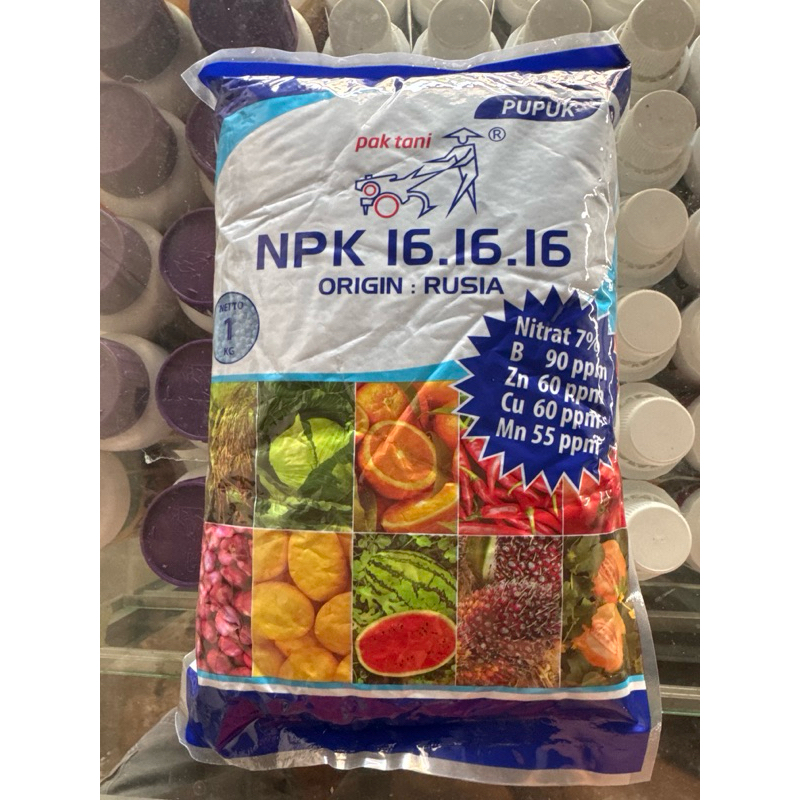 PUPUK
pak tani ®
NPK 16.16.16
ORIGIN : RUSIA
NETTO
1
KG
Nitrat 7%
B 90 ppm
Zn 60 ppm
Cu 60 ppm
Mn 55 ppm